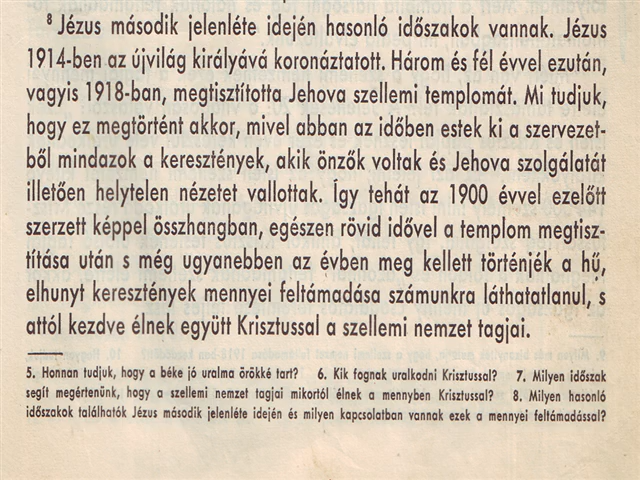 ⁸ Jézus második jelenléte idején hasonló időszakok vannak. Jézus
1914-ben az újvilág királyává koronáztatott. Három és fél évvel ezután,
vagyis 1918-ban, megtisztította Jehova szellemi templomát. Mi tudjuk,
hogy ez megtörtént akkor, mivel abban az időben estek ki a szervezet-
ből mindazok a keresztények, akik önzők voltak és Jehova szolgálatát
illetően helytelen nézetet vallottak. Így tehát az 1900 évvel ezelőtt
szerzett képpel összhangban, egészen rövid idővel a templom megtisz-
títása után s még ugyanebben az évben meg kellett történjék a hű,
elhunyt keresztények mennyei feltámadása számunkra láthatatlanul, s
attól kezdve élnek együtt Krisztussal a szellemi nemzet tagjai.
5. Honnan tudjuk, hogy a béke jó uralma örökké tart? 6. Kik fognak uralkodni Krisztussal? 7. Milyen időszak
segít megértenünk, hogy a szellemi nemzet tagjai mikortól élnek a mennyben Krisztussal? 8. Milyen hasonló
időszakok találhatók Jézus második jelenléte idején és milyen kapcsolatban vannak ezek a mennyei feltámadással?